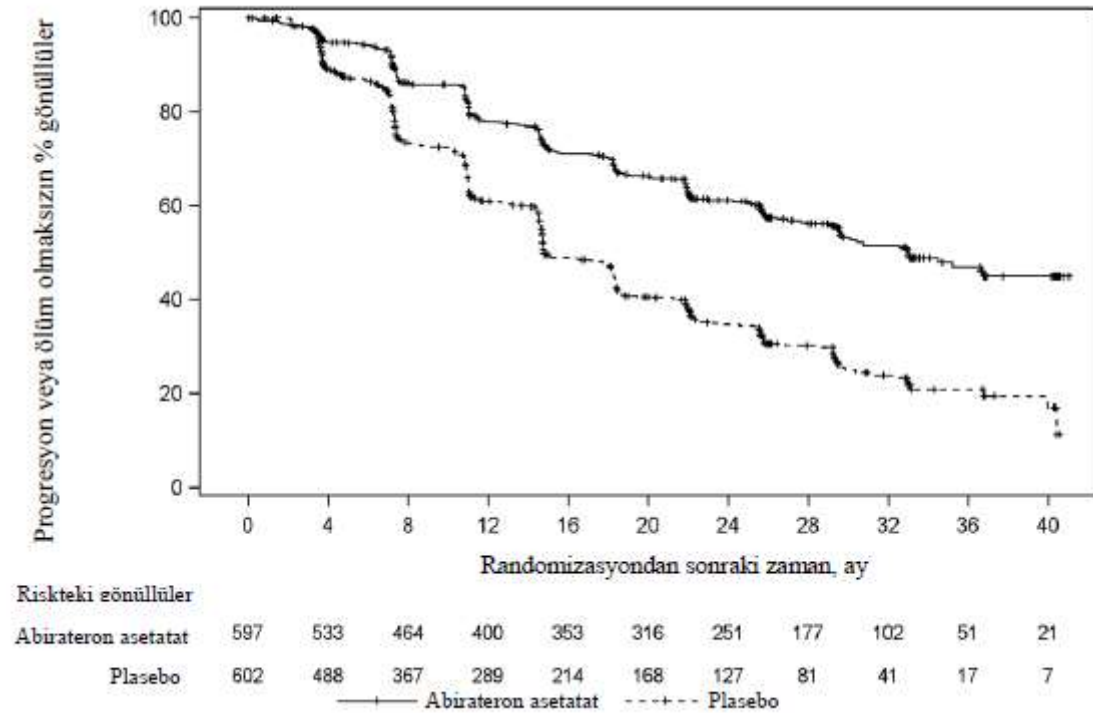 Progresyon veya ölüm olmaksızın % gönüllüler
100
80
60
40
20
0
0 4 8 12 16 20 24 28 32 36 40
Randomizasyondan sonraki zaman, ay
Riskteki gönüllüler
Abirateron asetatat 597 533 464 400 353 316 251 177 102 51 21
Plasebo 602 488 367 289 214 168 127 81 41 17 7
Abirateron asetatat Plasebo